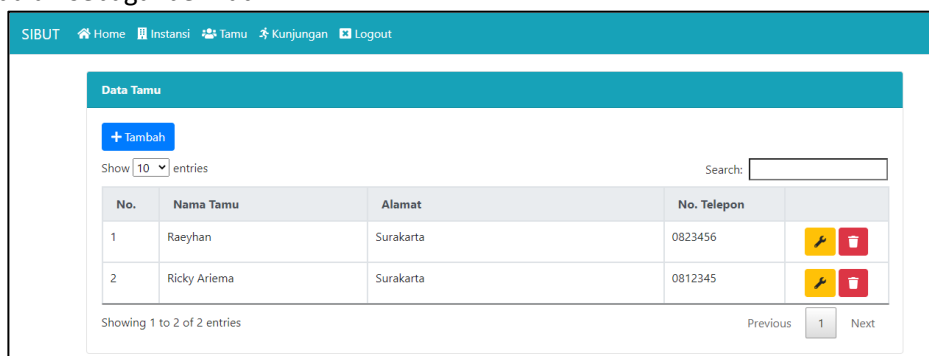 SIBUT Home Instansi Tamu Kunjungan Logout
Data Tamu
+ Tambah
Show 10 entries Search:
No. Nama Tamu Alamat No. Telepon
1 Raeyhan Surakarta 0823456
2 Ricky Ariema Surakarta 0812345
Showing 1 to 2 of 2 entries Previous 1 Next